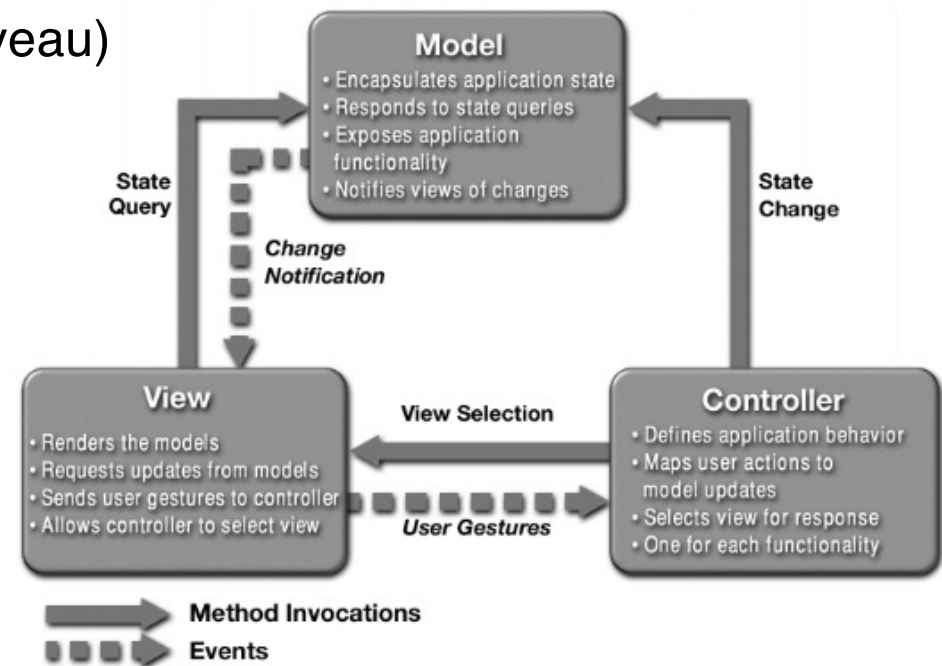 veau)
Model
• Encapsulates application state
• Responds to state queries
• Exposes application
functionality
• Notifies views of changes
State
Query
Change
Notification
State
Change
View
• Renders the models
• Requests updates from models
• Sends user gestures to controller
• Allows controller to select view
View Selection
User Gestures
Controller
• Defines application behavior
• Maps user actions to
model updates
• Selects view for response
• One for each functionality
Method Invocations
Events